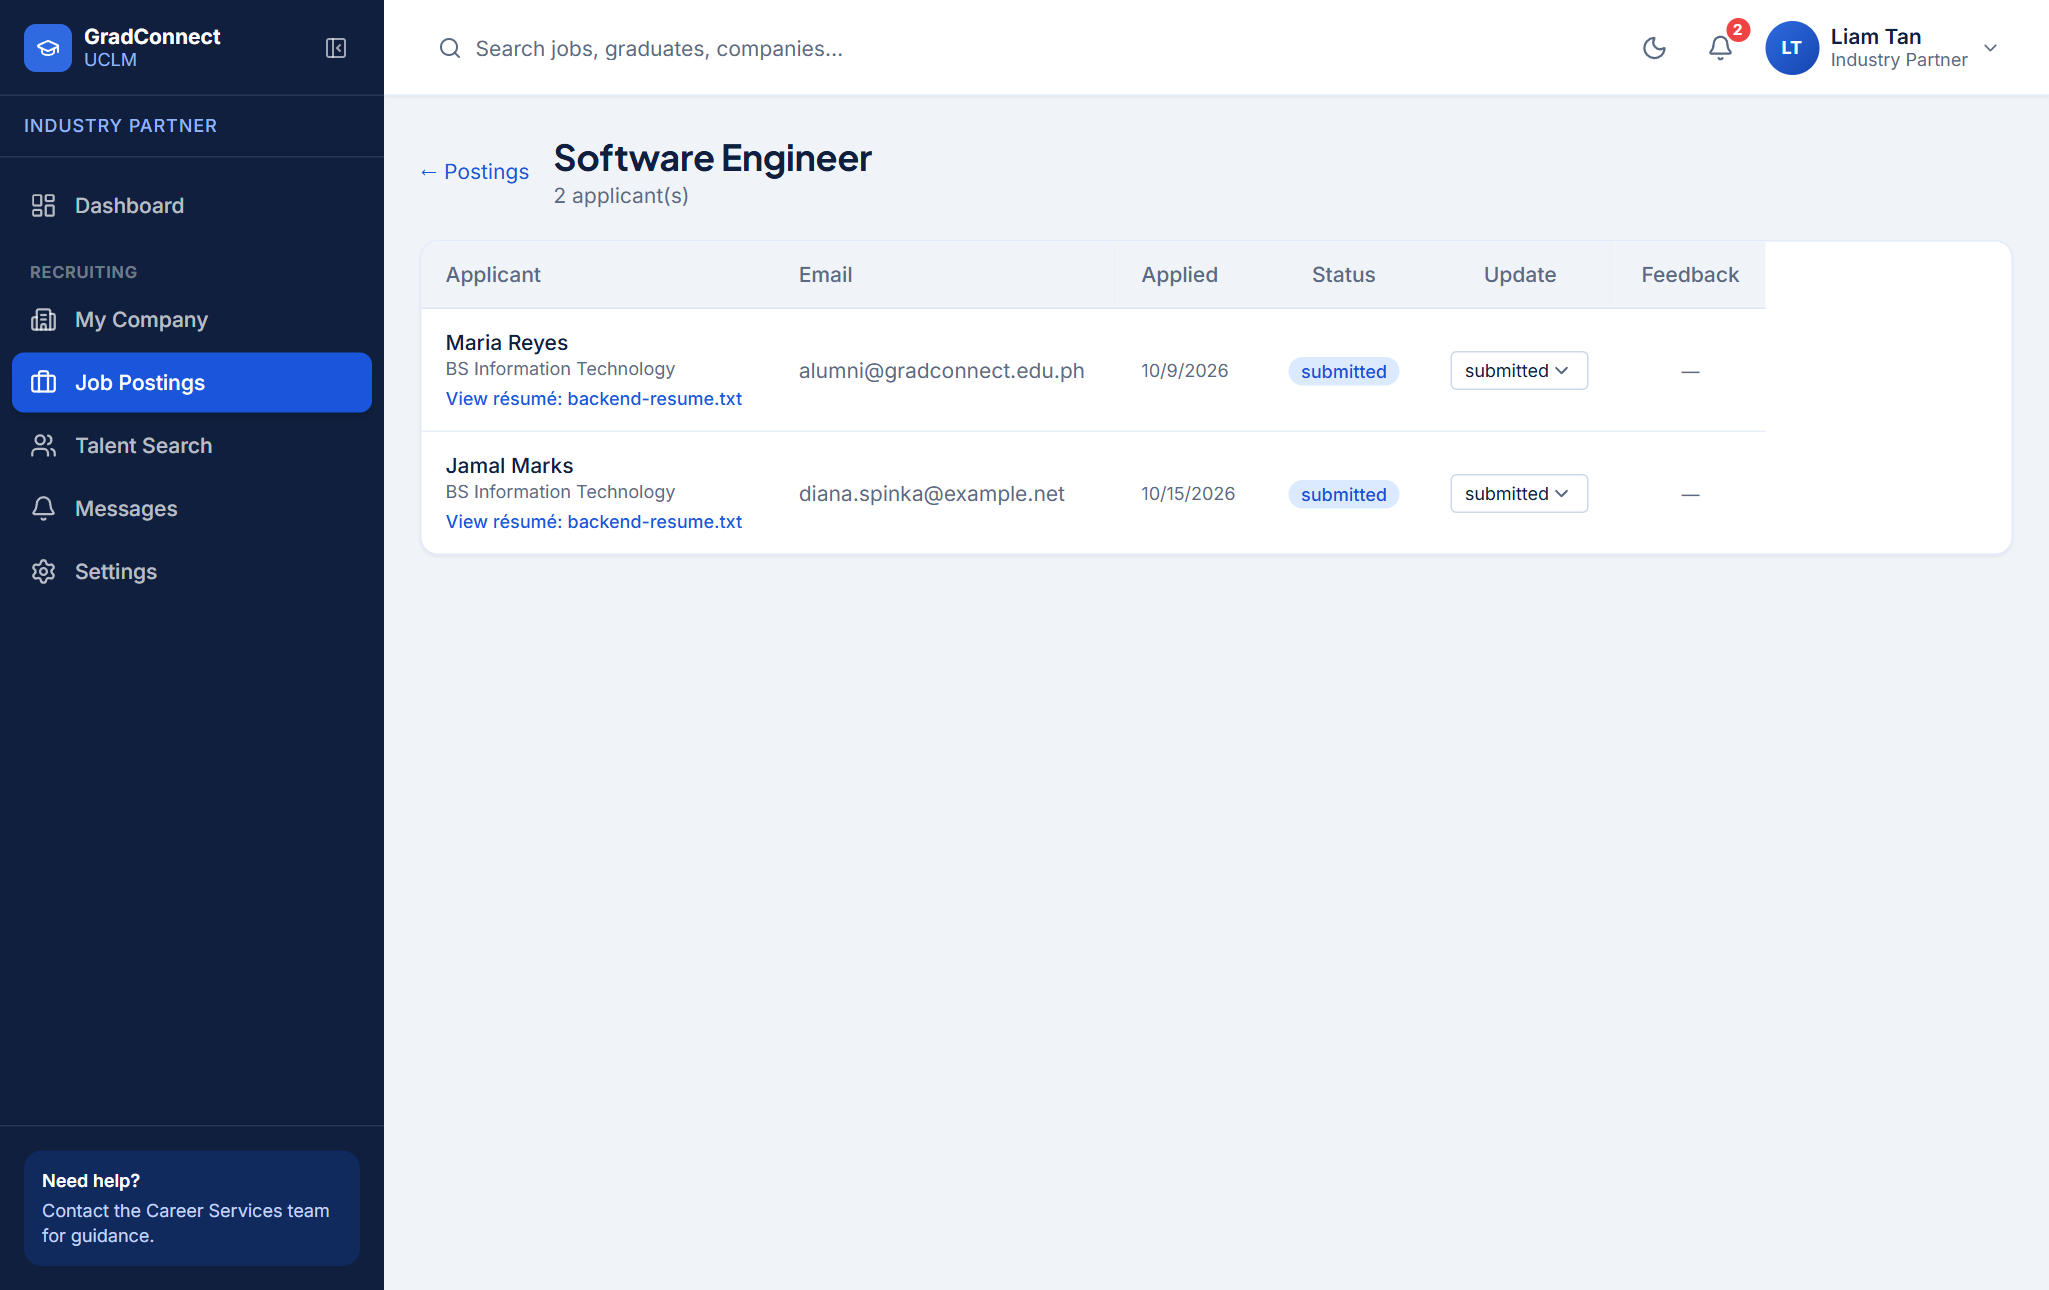 GradConnect
UCLM
INDUSTRY PARTNER
Dashboard
RECRUITING
My Company
Job Postings
Talent Search
Messages
Settings
Need help?
Contact the Career Services team
for guidance.
Search jobs, graduates, companies...
2
LT
Liam Tan
Industry Partner
← Postings
Software Engineer
2 applicant(s)
Applicant Email Applied Status Update Feedback
Maria Reyes
BS Information Technology
View résumé: backend-resume.txt
alumni@gradconnect.edu.ph 10/9/2026 submitted submitted —
Jamal Marks
BS Information Technology
View résumé: backend-resume.txt
diana.spinka@example.net 10/15/2026 submitted submitted —